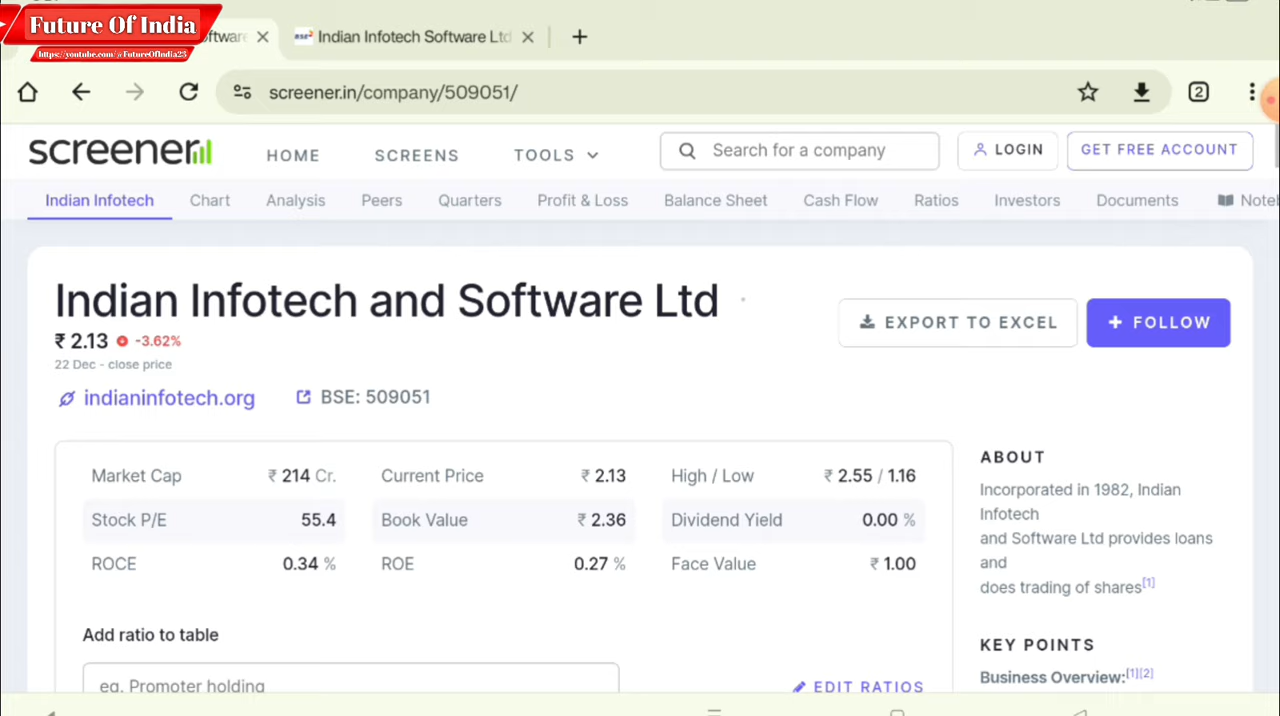 Future Of India
https://youtube.com/@FutureOfIndia23
ftware
Indian Infotech Software Ltd
screener.in/company/509051/
2
screener
HOME
SCREENS
TOOLS
Search for a company
LOGIN
GET FREE ACCOUNT
Indian Infotech
Chart
Analysis
Peers
Quarters
Profit & Loss
Balance Sheet
Cash Flow
Ratios
Investors
Documents
Noteb
Indian Infotech and Software Ltd
EXPORT TO EXCEL
+ FOLLOW
₹ 2.13 -3.62%
22 Dec - close price
indianinfotech.org
BSE: 509051
Market Cap ₹ 214 Cr.
Current Price ₹ 2.13
High / Low ₹ 2.55 / 1.16
Stock P/E 55.4
Book Value ₹ 2.36
Dividend Yield 0.00 %
ROCE 0.34 %
ROE 0.27 %
Face Value ₹ 1.00
Add ratio to table
eg. Promoter holding
EDIT RATIOS
ABOUT
Incorporated in 1982, Indian
Infotech
and Software Ltd provides loans
and
does trading of shares[1]
KEY POINTS
Business Overview:[1][2]